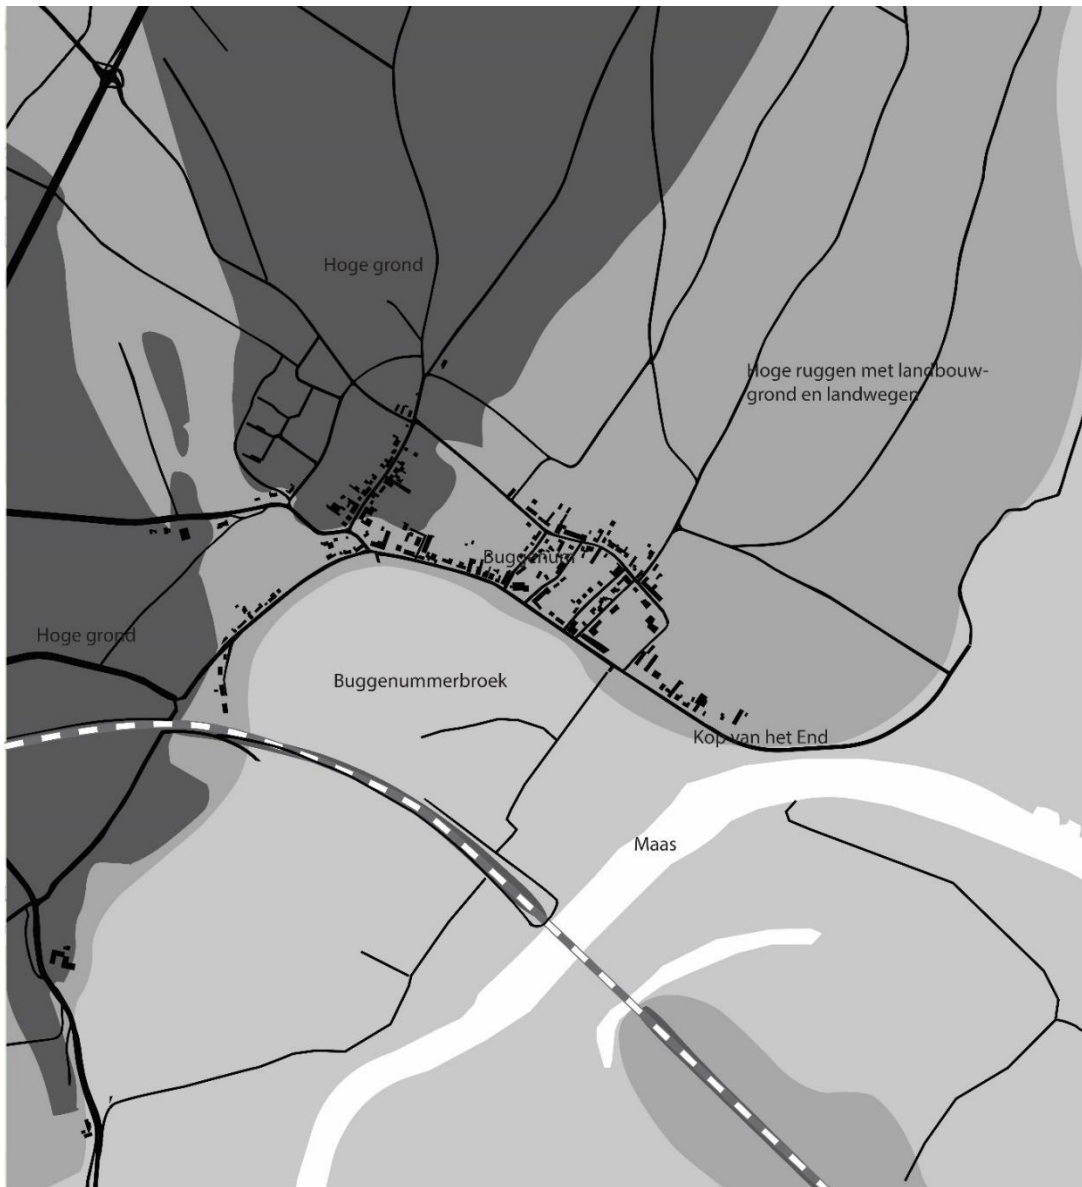 Hoge grond
Hoge ruggen met landbouw-
grond en landwegen
Buggenum
Hoge grond
Buggenummerbroek
Kop van het End
Maas